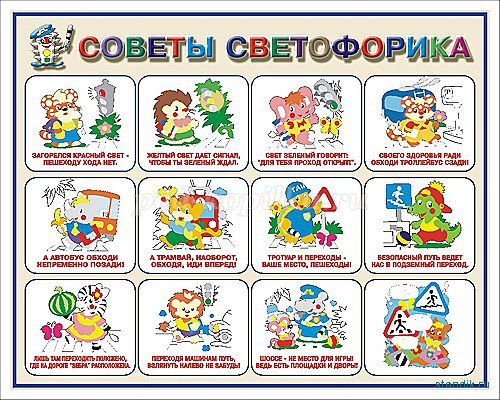 СОВЕТЫ СВЕТОФОРИКА
ЗАГОРЕЛСЯ КРАСНЫЙ СВЕТ -
ПЕШЕХОДУ ХОДА НЕТ.
ЖЕЛТЫЙ СВЕТ ДАЕТ СИГНАЛ,
ЧТОБЫ ТЫ ЗЕЛЕНЫЙ ЖДАЛ.
СВЕТ ЗЕЛЕНЫЙ ГОВОРИТ:
"ДЛЯ ТЕБЯ ПРОХОД ОТКРЫТ".
СВОЕГО ЗДОРОВЬЯ РАДИ
ОБХОДИ ТРОЛЛЕЙБУС СЗАДИ!
А АВТОБУС ОБХОДИ
НЕПРЕМЕННО ПОЗАДИ!
А ТРАМВАЙ, НАОБОРОТ,
ОБХОДЯ, ИДИ ВПЕРЕД!
ГАИ
ТРОТУАР И ПЕРЕХОДЫ -
ВАШЕ МЕСТО, ПЕШЕХОДЫ!
БЕЗОПАСНЫЙ ПУТЬ ВЕДЕТ
НАС В ПОДЗЕМНЫЙ ПЕРЕХОД.
ЛИШЬ ТАМ ПЕРЕХОДИТЬ ПОЛОЖЕНО,
ГДЕ НА ДОРОГЕ "ЗЕБРА" РАСПОЛОЖЕНА.
ПЕРЕХОДЯ МАШИНАМ ПУТЬ,
ВЗГЛЯНУТЬ НАЛЕВО НЕ ЗАБУДЬ!
ШОССЕ - НЕ МЕСТО ДЛЯ ИГРЫ!
ВЕДЬ ЕСТЬ ПЛОЩАДКИ И ДВОРЫ!
stendik.ru